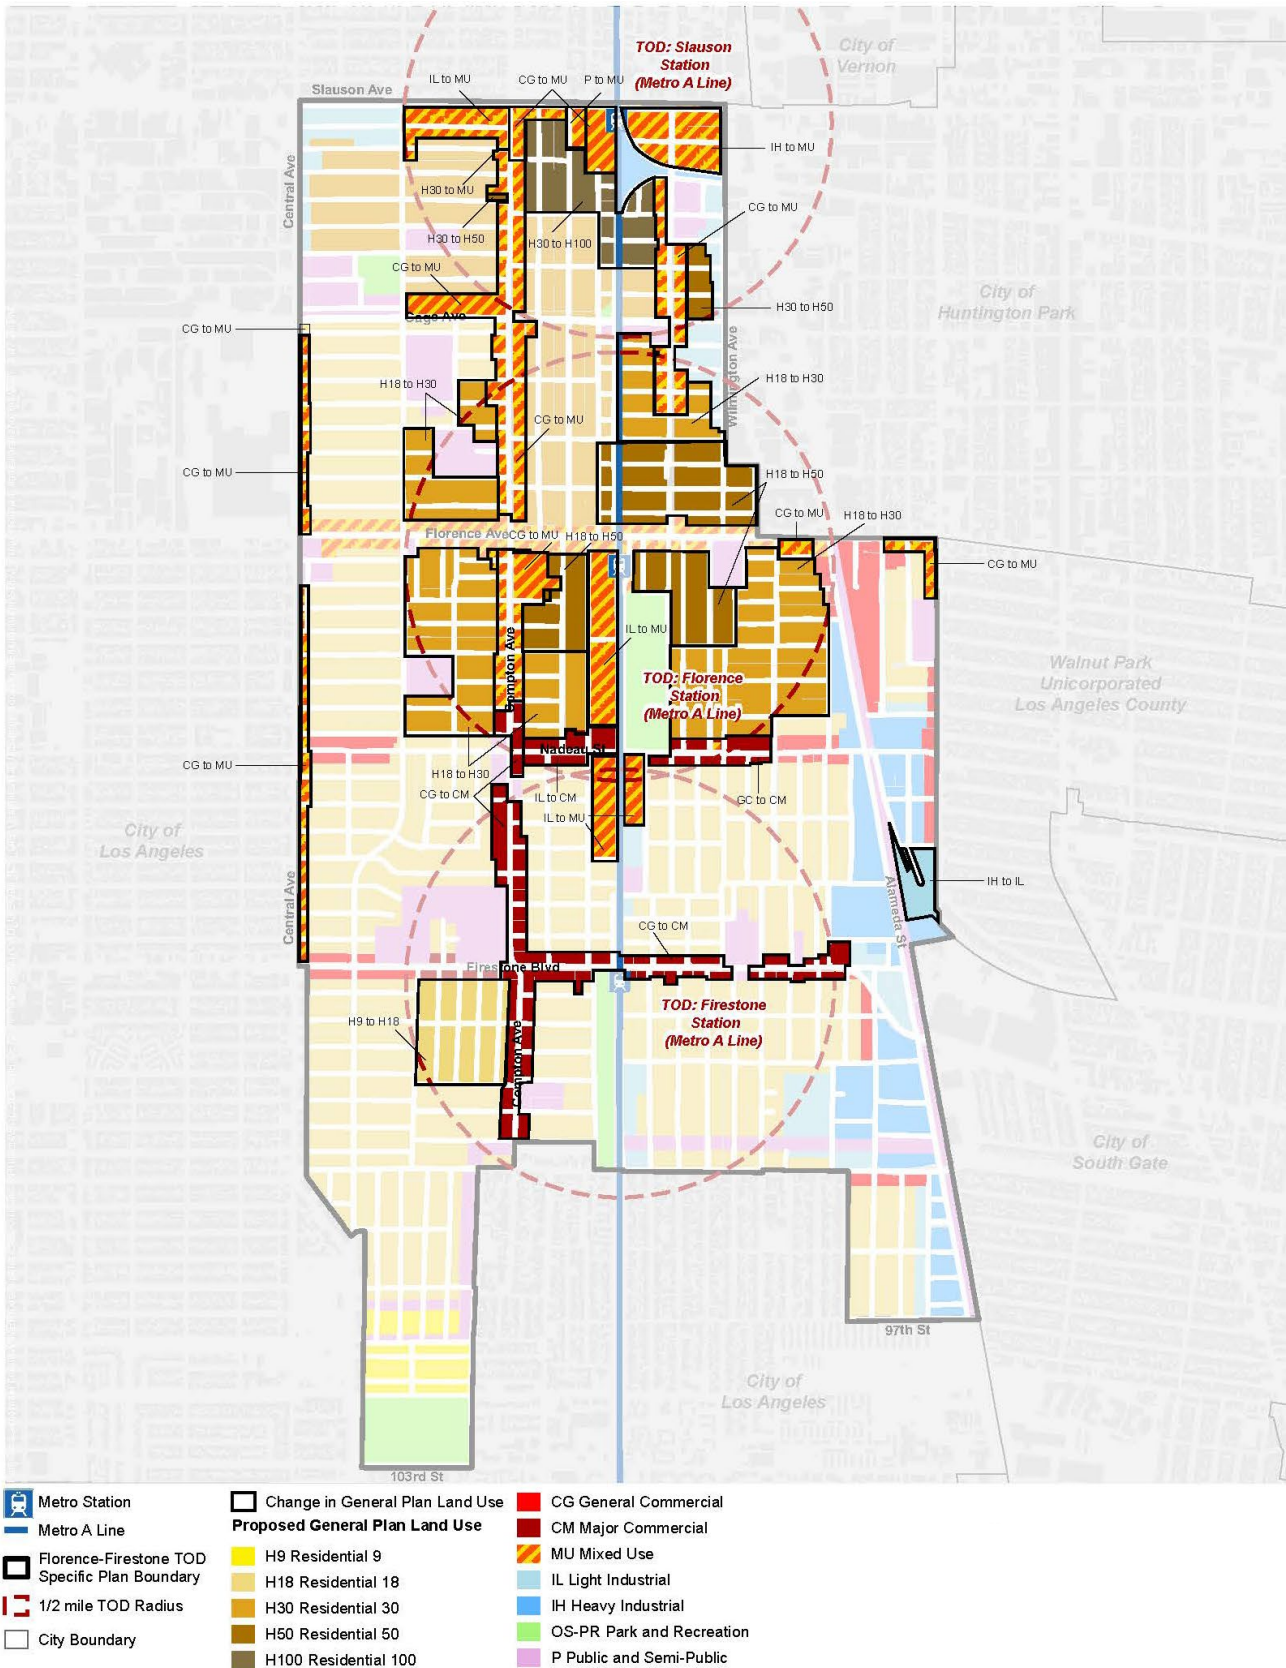 TOD: Slauson
Station
(Metro A Line)
City of
Vernon
Slauson Ave
IL to MU
CG to MU
P to MU
IH to MU
Central Ave
H30 to MU
CG to MU
H30 to H50
H30 to H100
CG to MU
City of
Huntington Park
Gage Ave
H30 to H50
CG to MU
Wilmington Ave
H18 to H30
H18 to H30
CG to MU
CG to MU
H18 to H50
CG to MU
H18 to H30
Florence Ave
CG to MU
H18 to H50
CG to MU
Compton Ave
IL to MU
TOD: Florence
Station
(Metro A Line)
Walnut Park
Unicorporated
Los Angeles County
Nadeau St
CG to MU
H18 to H30
CG to CM
IL to CM
GC to CM
IL to MU
City of
Los Angeles
Central Ave
Alameda St
IH to IL
CG to CM
Firestone Blvd
TOD: Firestone
Station
(Metro A Line)
H9 to H18
Compton Ave
City of
South Gate
97th St
City of
Los Angeles
103rd St
Metro Station
Metro A Line
Florence-Firestone TOD
Specific Plan Boundary
1/2 mile TOD Radius
City Boundary
Change in General Plan Land Use
Proposed General Plan Land Use
H9 Residential 9
H18 Residential 18
H30 Residential 30
H50 Residential 50
H100 Residential 100
CG General Commercial
CM Major Commercial
MU Mixed Use
IL Light Industrial
IH Heavy Industrial
OS-PR Park and Recreation
P Public and Semi-Public